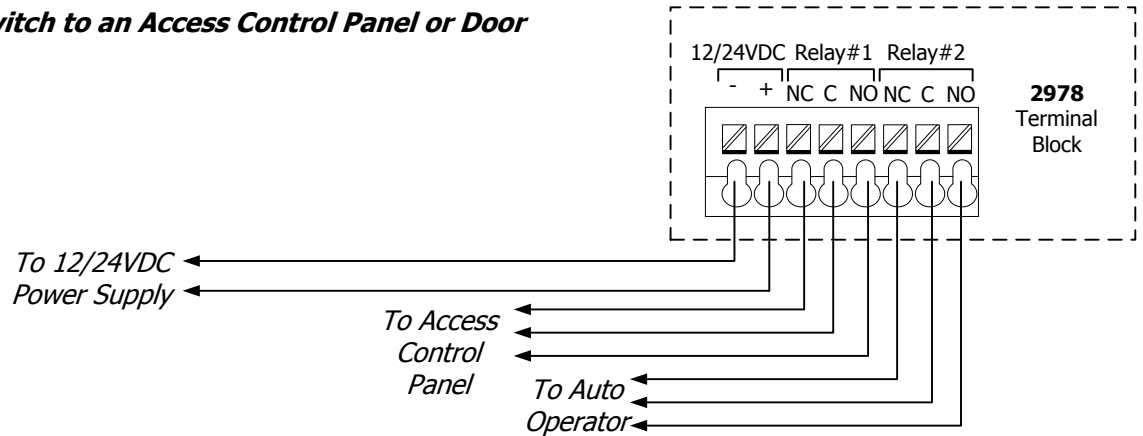 witch to an Access Control Panel or Door
12/24VDC Relay#1 Relay#2
- + NC C NO NC C NO
2978
Terminal
Block
To 12/24VDC
Power Supply
To Access
Control
Panel
To Auto
Operator